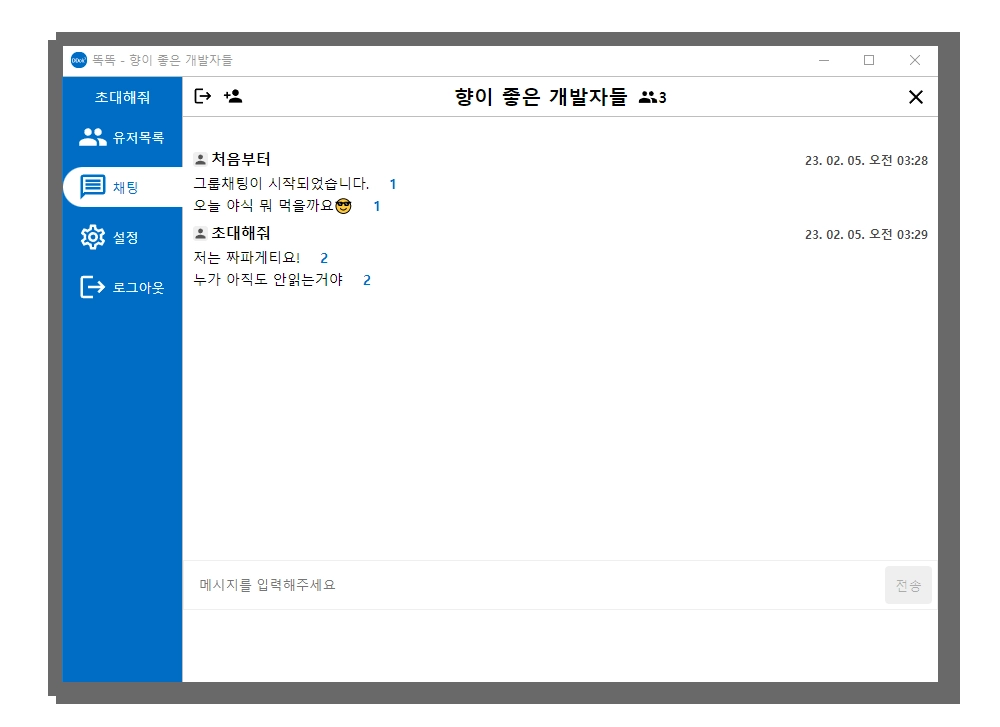 DDok
똑똑 - 향이 좋은 개발자들
초대해줘
유저목록
채팅
설정
로그아웃
향이 좋은 개발자들 3
처음부터 23. 02. 05. 오전 03:28
그룹채팅이 시작되었습니다. 1
오늘 야식 뭐 먹을까요😎 1
초대해줘 23. 02. 05. 오전 03:29
저는 짜파게티요! 2
누가 아직도 안읽는거야 2
메시지를 입력해주세요
전송